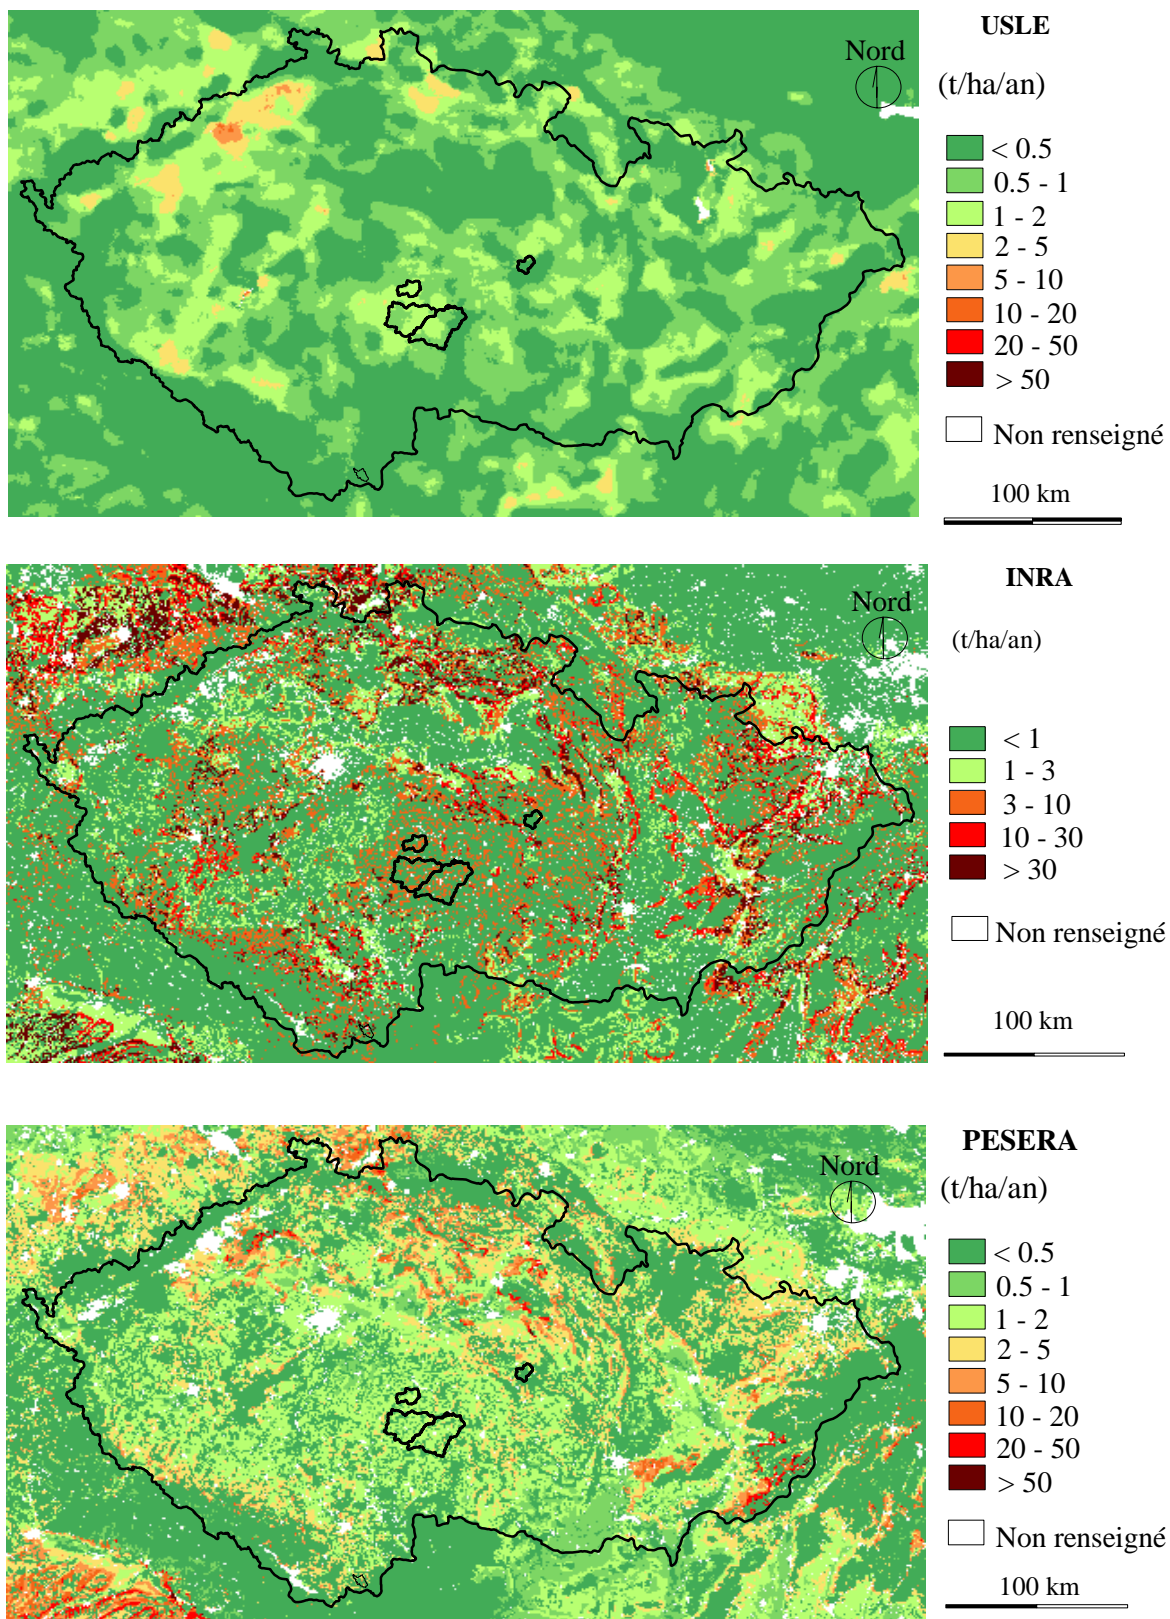 USLE
Nord
(t/ha/an)
< 0.5
0.5 - 1
1 - 2
2 - 5
5 - 10
10 - 20
20 - 50
> 50
Non renseigné
100 km
INRA
Nord
(t/ha/an)
< 1
1 - 3
3 - 10
10 - 30
> 30
Non renseigné
100 km
PESERA
Nord
(t/ha/an)
< 0.5
0.5 - 1
1 - 2
2 - 5
5 - 10
10 - 20
20 - 50
> 50
Non renseigné
100 km